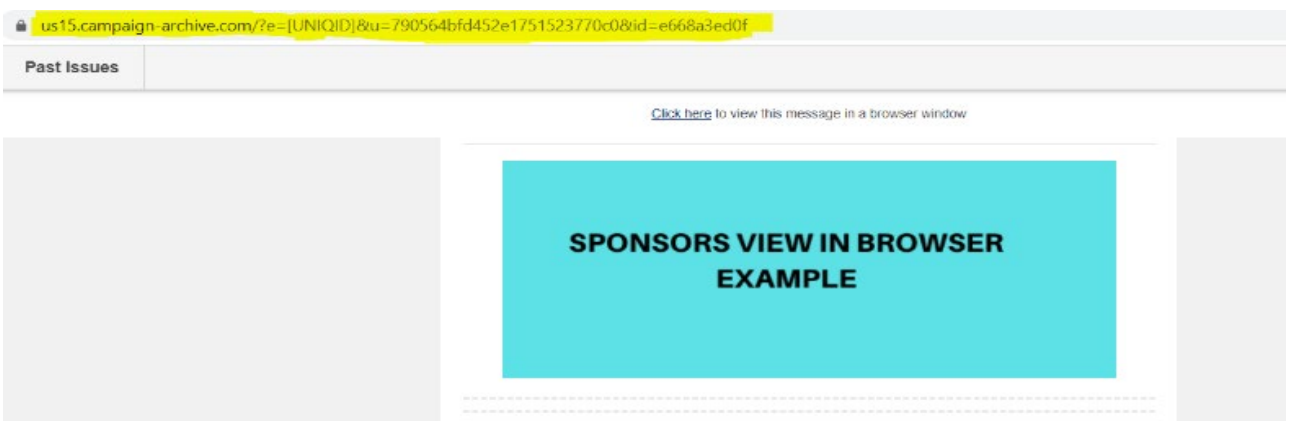 us15.campaign-archive.com/?e=[UNIQID]&u=790564bfd452e1751523770c0&id=e668a3ed0f
Past Issues
Click here to view this message in a browser window
SPONSORS VIEW IN BROWSER
EXAMPLE